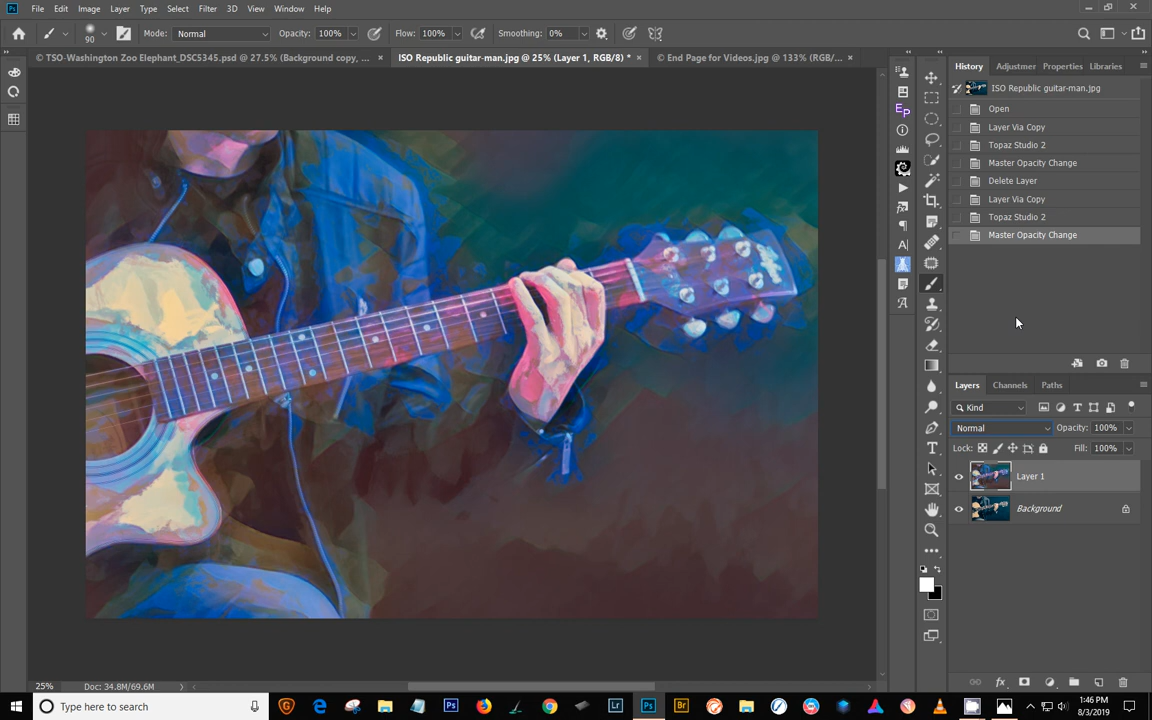 Ps File Edit Image Layer Type Select Filter 3D View Window Help
90 Mode: Normal Opacity: 100% Flow: 100% Smoothing: 0%
© TSO-Washington Zoo Elephant_DSC5345.psd @ 27.5% (Background copy, ... × ISO Republic guitar-man.jpg @ 25% (Layer 1, RGB/8) * × © End Page for Videos.jpg @ 133% (RGB/... ×
History Adjustmer Properties Libraries
ISO Republic guitar-man.jpg
Open
Layer Via Copy
Topaz Studio 2
Master Opacity Change
Delete Layer
Layer Via Copy
Topaz Studio 2
Master Opacity Change
Layers Channels Paths
Kind
Normal Opacity: 100%
Lock: Fill: 100%
Layer 1
Background
25% Doc: 34.8M/69.6M
Type here to search
1:46 PM
8/3/2019